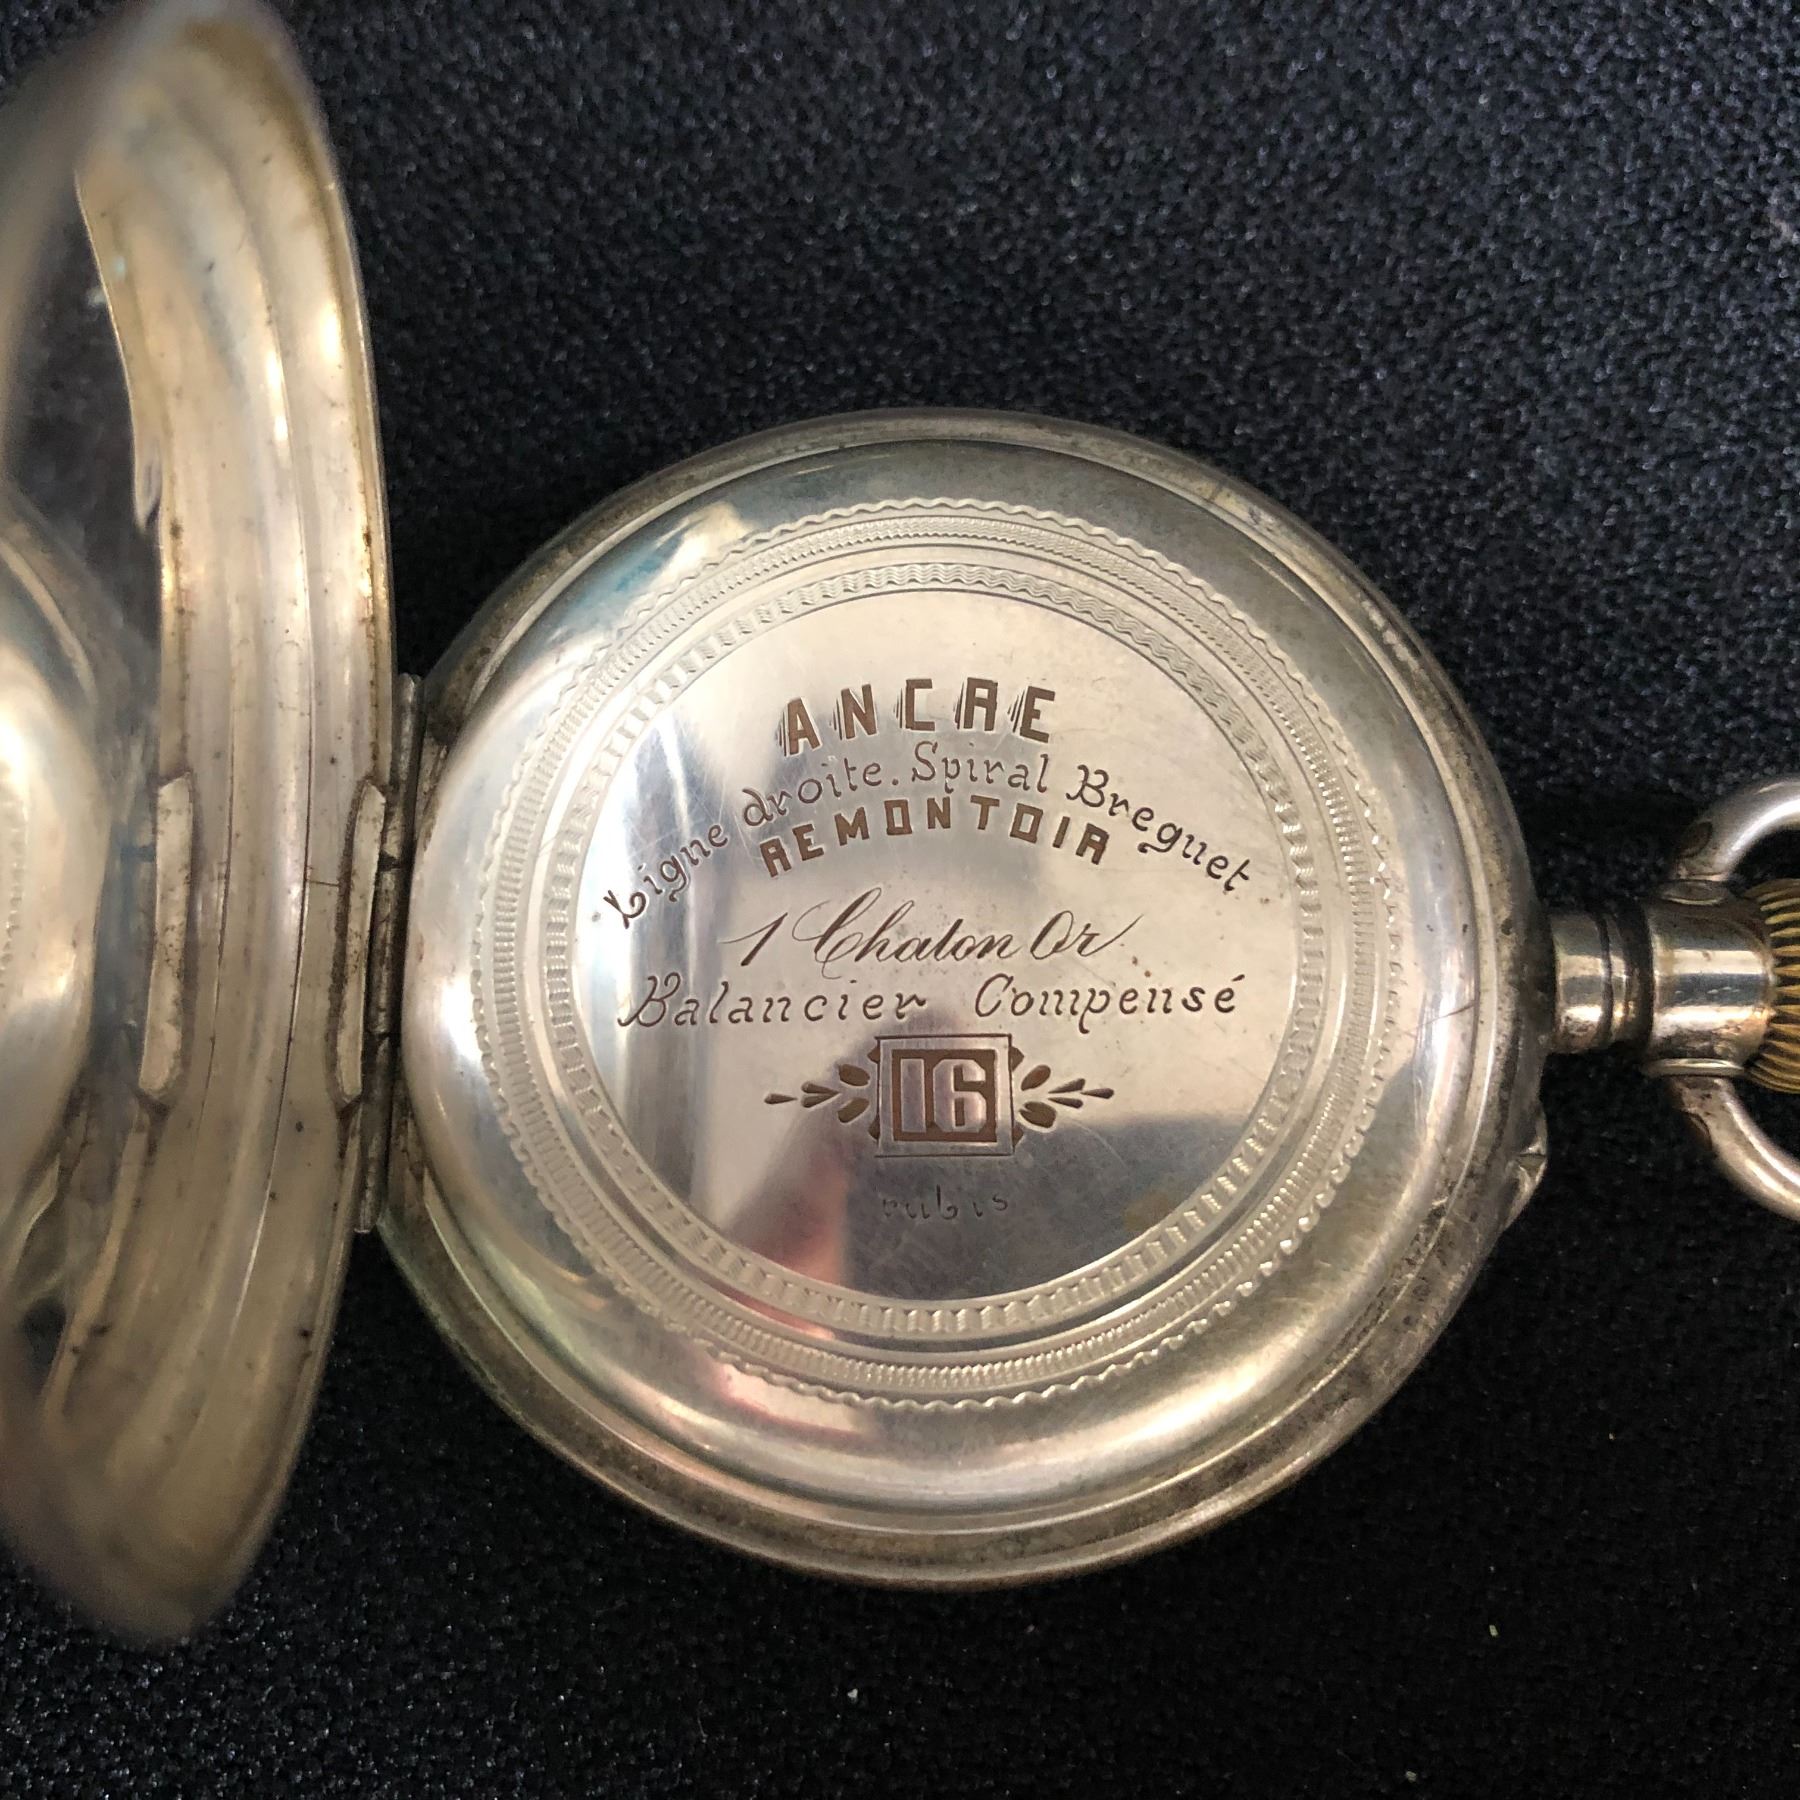 ANCRE
Ligne droite. Spiral Breguet
REMONTOIR
1 Chaton Or
Balancier Compensé
16
rubis